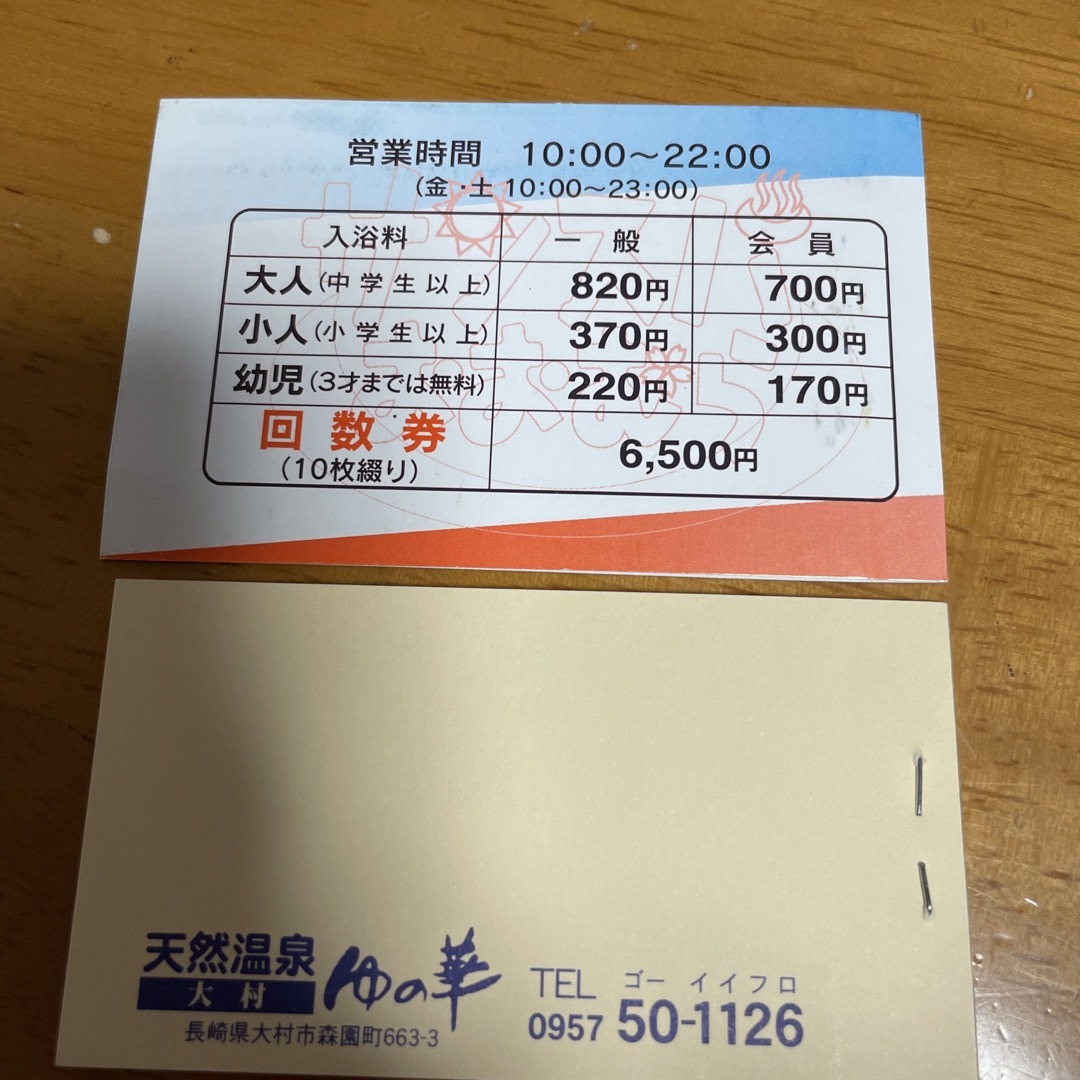 営業時間 10:00〜22:00
(金・土 10:00〜23:00)
入浴料 一般 会員
大人(中学生以上) 820円 700円
小人(小学生以上) 370円 300円
幼児(3才までは無料) 220円 170円
回数券 6,500円
(10枚綴り)
天然温泉 ゆの華
大村
長崎県大村市森園町663-3
ゴー イイフロ
TEL 0957 50-1126